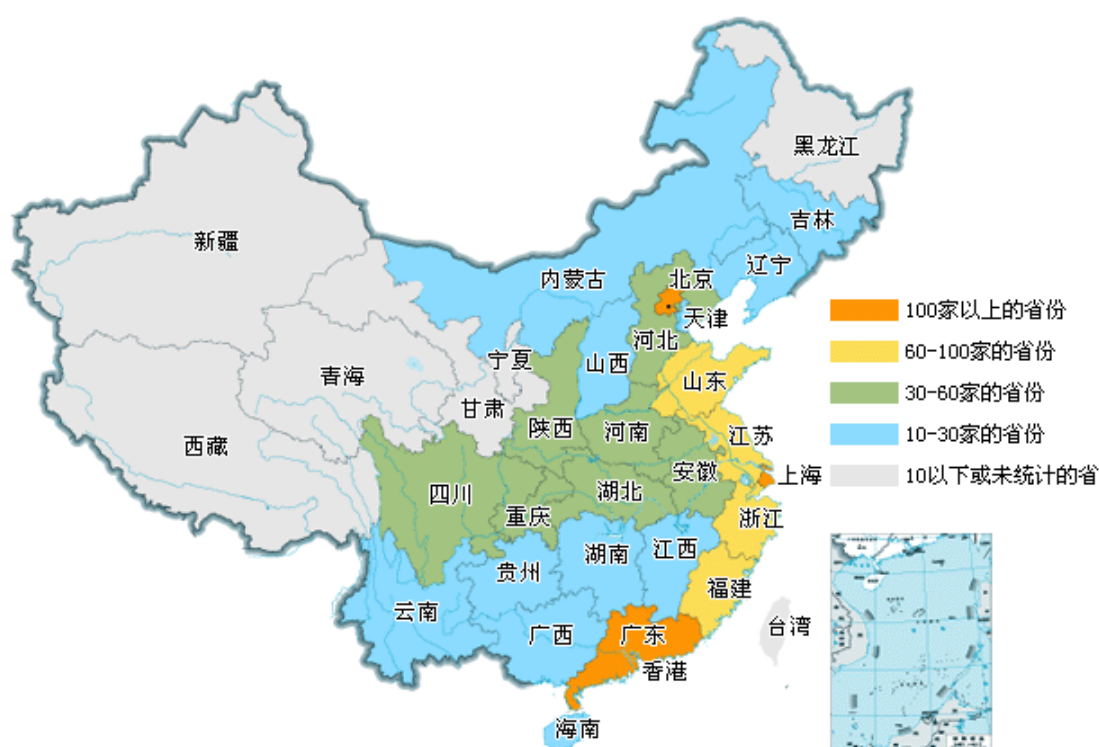 黑龙江
吉林
新疆
辽宁
内蒙古
北京
天津
河北
宁夏
山西
青海
山东
甘肃
陕西
河南
江苏
西藏
安徽
上海
四川
湖北
重庆
浙江
湖南
江西
贵州
福建
云南
广西
广东
台湾
香港
海南
100家以上的省份
60-100家的省份
30-60家的省份
10-30家的省份
10以下或未统计的省